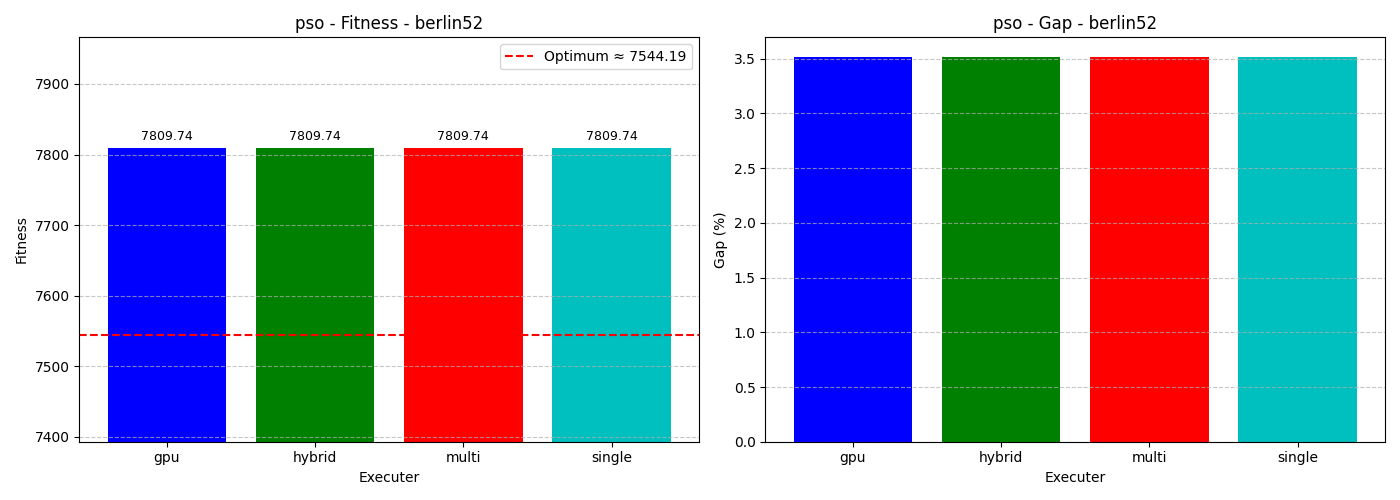 pso - Fitness - berlin52
Optimum ≈ 7544.19
7900
7800
7700
7600
7500
7400
Fitness
7809.74 7809.74 7809.74 7809.74
gpu hybrid multi single
Executer
pso - Gap - berlin52
3.5
3.0
2.5
2.0
1.5
1.0
0.5
0.0
Gap (%)
gpu hybrid multi single
Executer